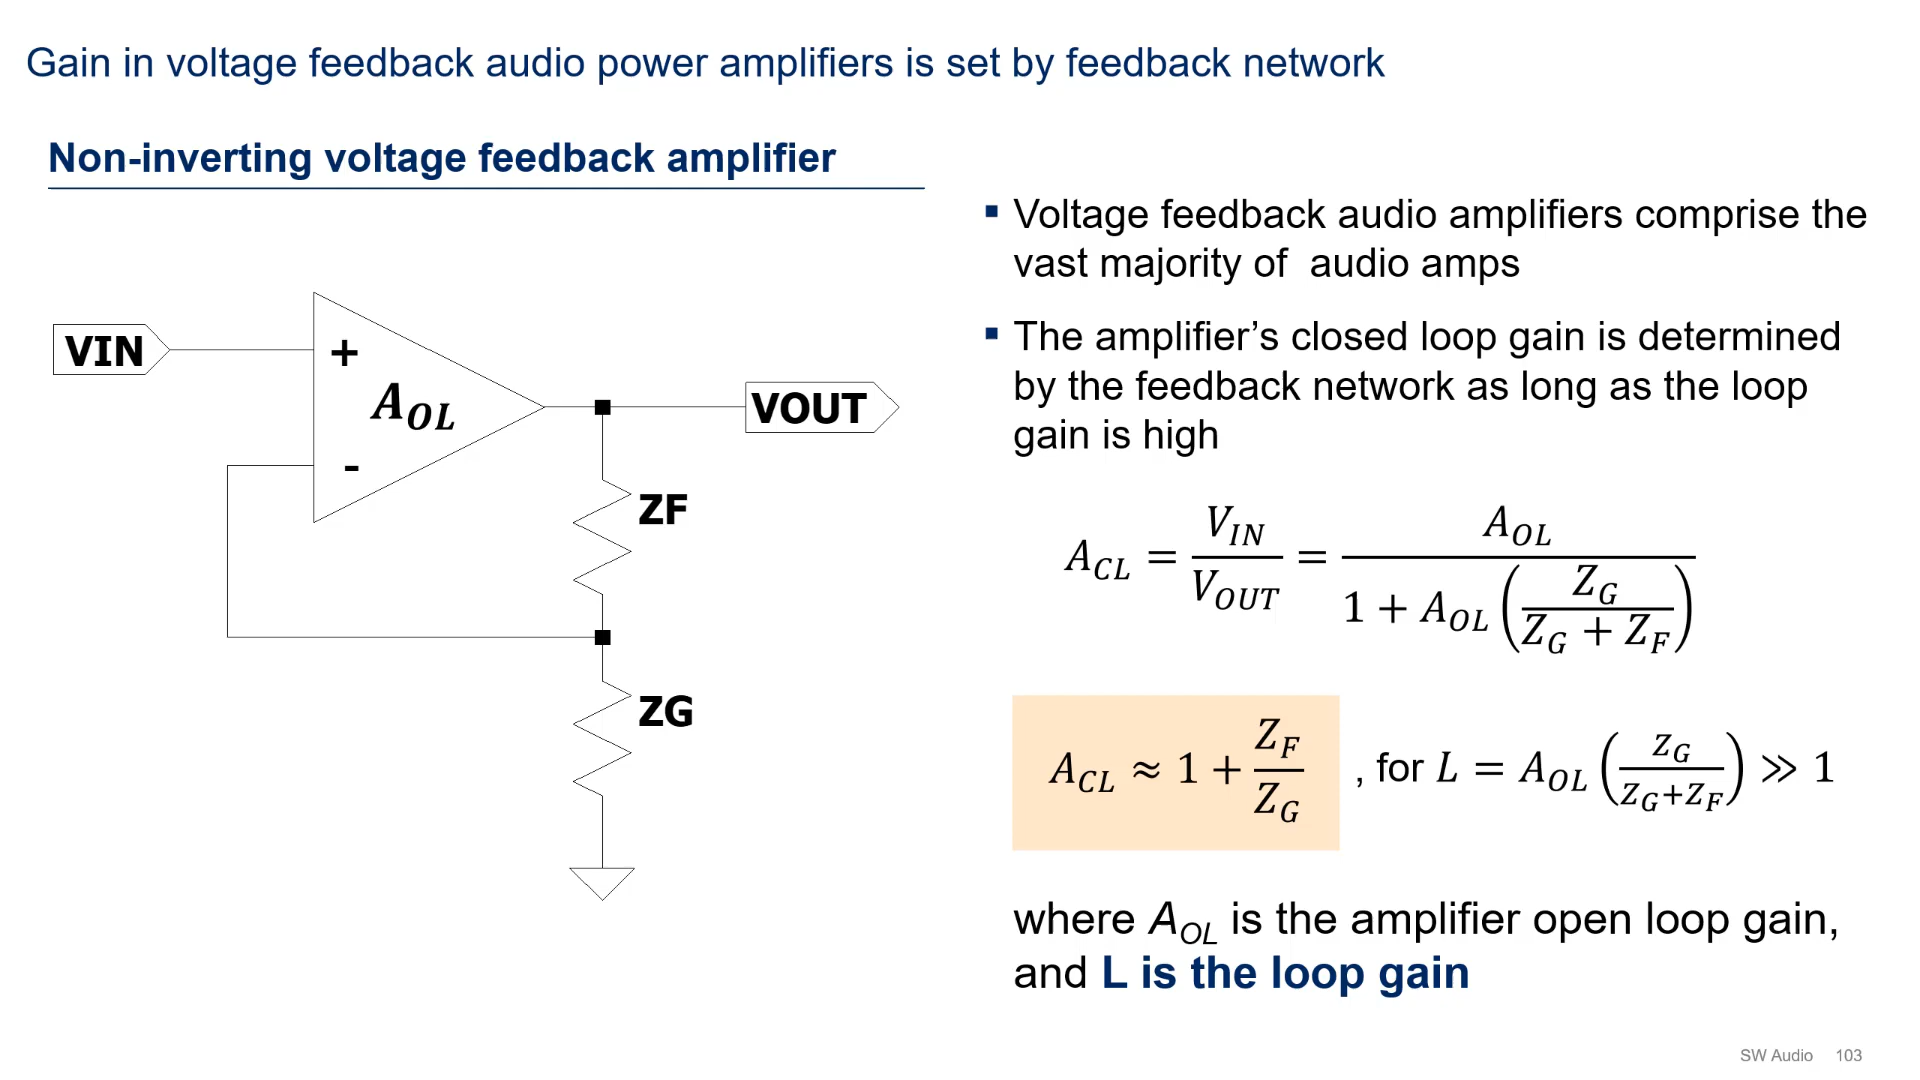 Gain in voltage feedback audio power amplifiers is set by feedback network
Non-inverting voltage feedback amplifier
VIN
+
A_OL
-
VOUT
ZF
ZG
▪ Voltage feedback audio amplifiers comprise the
vast majority of  audio amps
▪ The amplifier’s closed loop gain is determined
by the feedback network as long as the loop
gain is high
A_CL = V_IN / V_OUT = A_OL / (1 + A_OL (Z_G / (Z_G + Z_F)))
A_CL ≈ 1 + Z_F / Z_G , for L = A_OL (Z_G / (Z_G+Z_F)) ≫ 1
where A_OL is the amplifier open loop gain,
and L is the loop gain
SW Audio 103